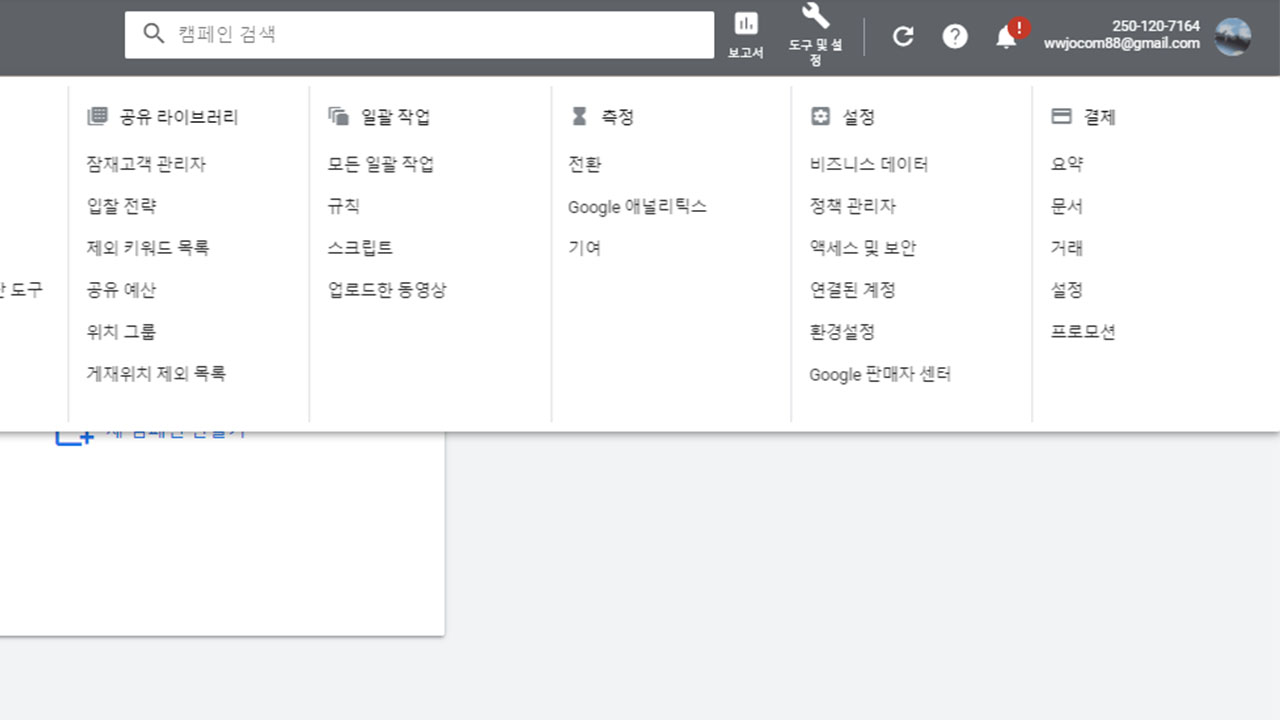 캠페인 검색
보고서
도구 및 설
정
!
250-120-7164
wwjocom88@gmail.com
공유 라이브러리
잠재고객 관리자
입찰 전략
제외 키워드 목록
도구
공유 예산
위치 그룹
게재위치 제외 목록
일괄 작업
모든 일괄 작업
규칙
스크립트
업로드한 동영상
측정
전환
Google 애널리틱스
기여
설정
비즈니스 데이터
정책 관리자
액세스 및 보안
연결된 계정
환경설정
Google 판매자 센터
결제
요약
문서
거래
설정
프로모션